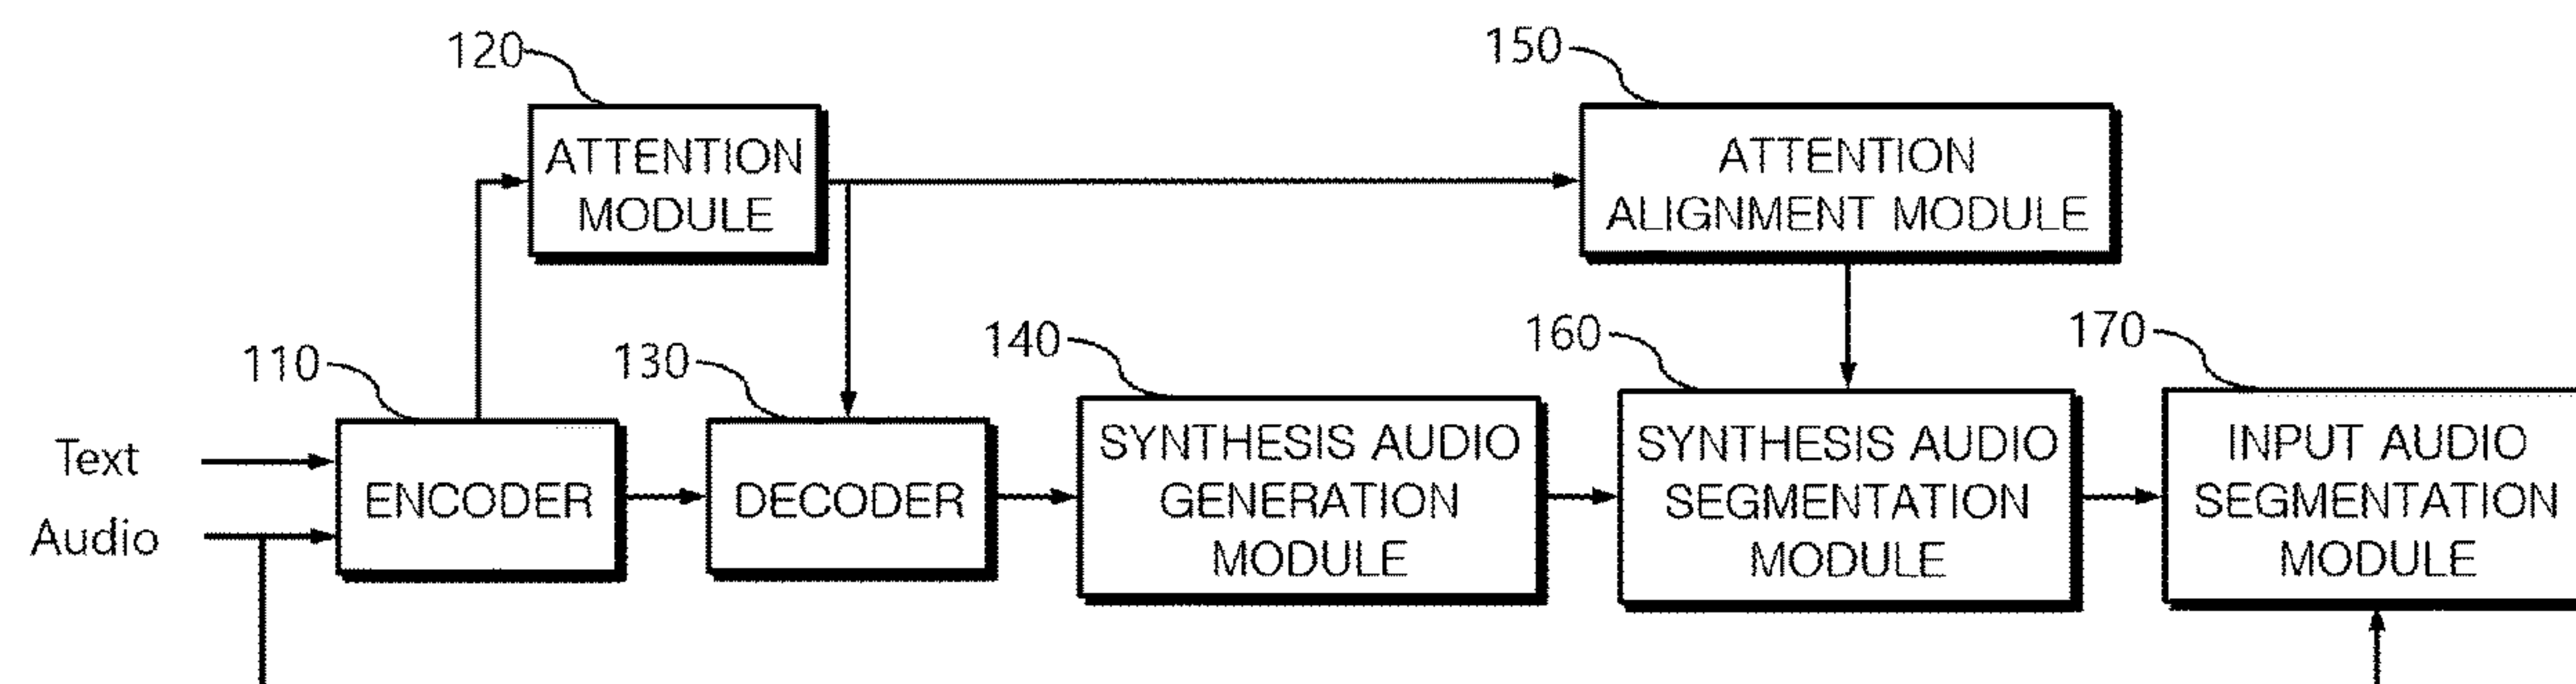 120
150
ATTENTION
MODULE
ATTENTION
ALIGNMENT MODULE
110
130
140
160
170
Text
Audio
ENCODER
DECODER
SYNTHESIS AUDIO
GENERATION
MODULE
SYNTHESIS AUDIO
SEGMENTATION
MODULE
INPUT AUDIO
SEGMENTATION
MODULE